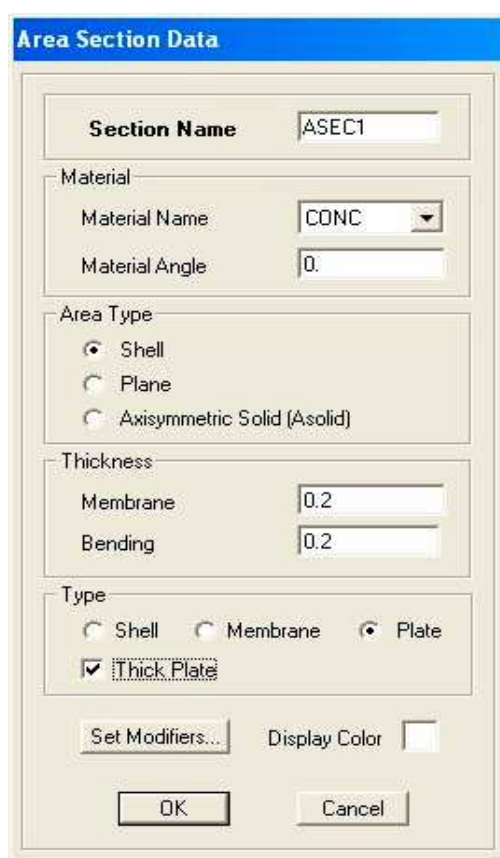 Area Section Data
Section Name ASEC1
Material
Material Name CONC
Material Angle 0.
Area Type
Shell
Plane
Axisymmetric Solid (Asolid)
Thickness
Membrane 0.2
Bending 0.2
Type
Shell Membrane Plate
Thick Plate
Set Modifiers... Display Color
OK Cancel